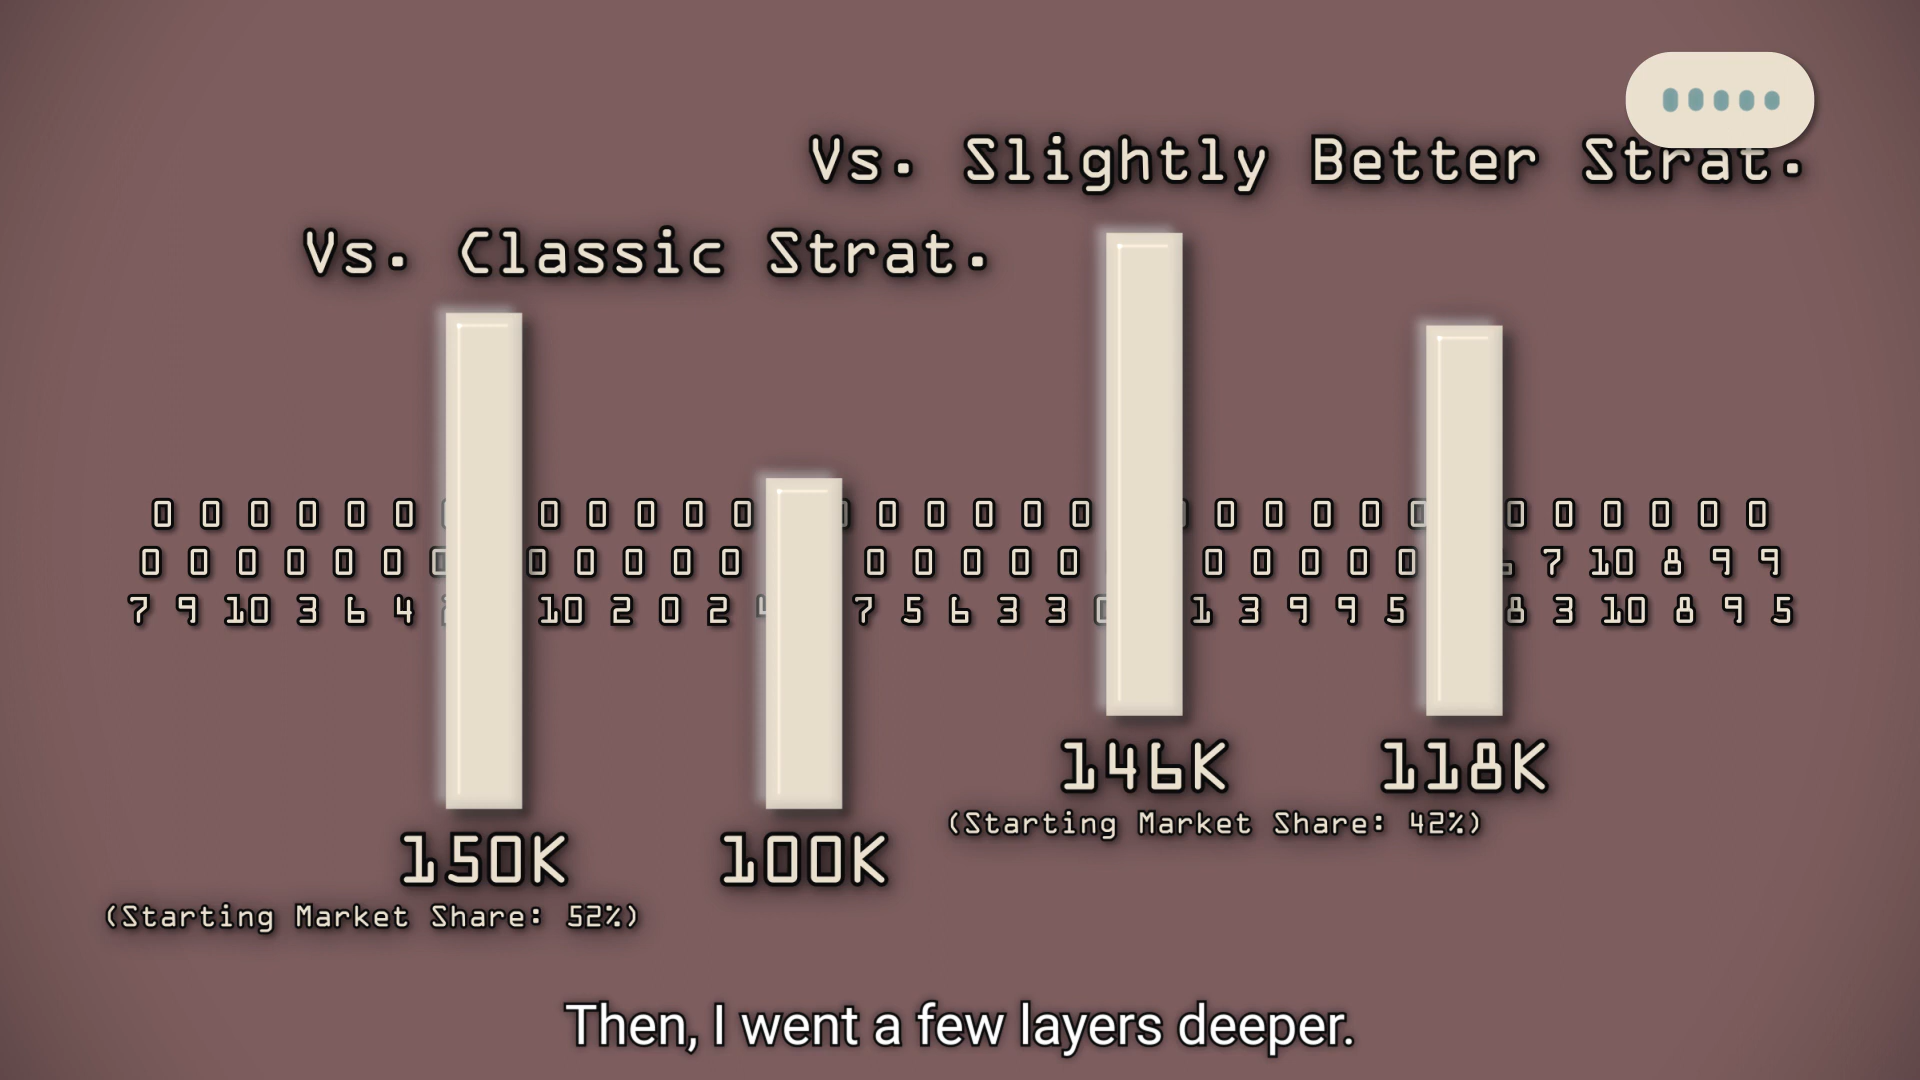 Vs. Slightly Better Strat.
Vs. Classic Strat.
0 0 0 0 0 0 0 0 0 0 0 0 0 0 0 0 0 0 0 0 0 0 0 0 0 0 0 0
0 0 0 0 0 0 0 0 0 0 0 0 0 0 0 0 0 0 0 0 0 7 10 8 9 9
7 9 10 3 6 4 10 2 0 2 7 5 6 3 3 1 3 9 9 5 8 3 10 8 9 5
146K 118K
(Starting Market Share: 42%)
150K 100K
(Starting Market Share: 52%)
Then, I went a few layers deeper.